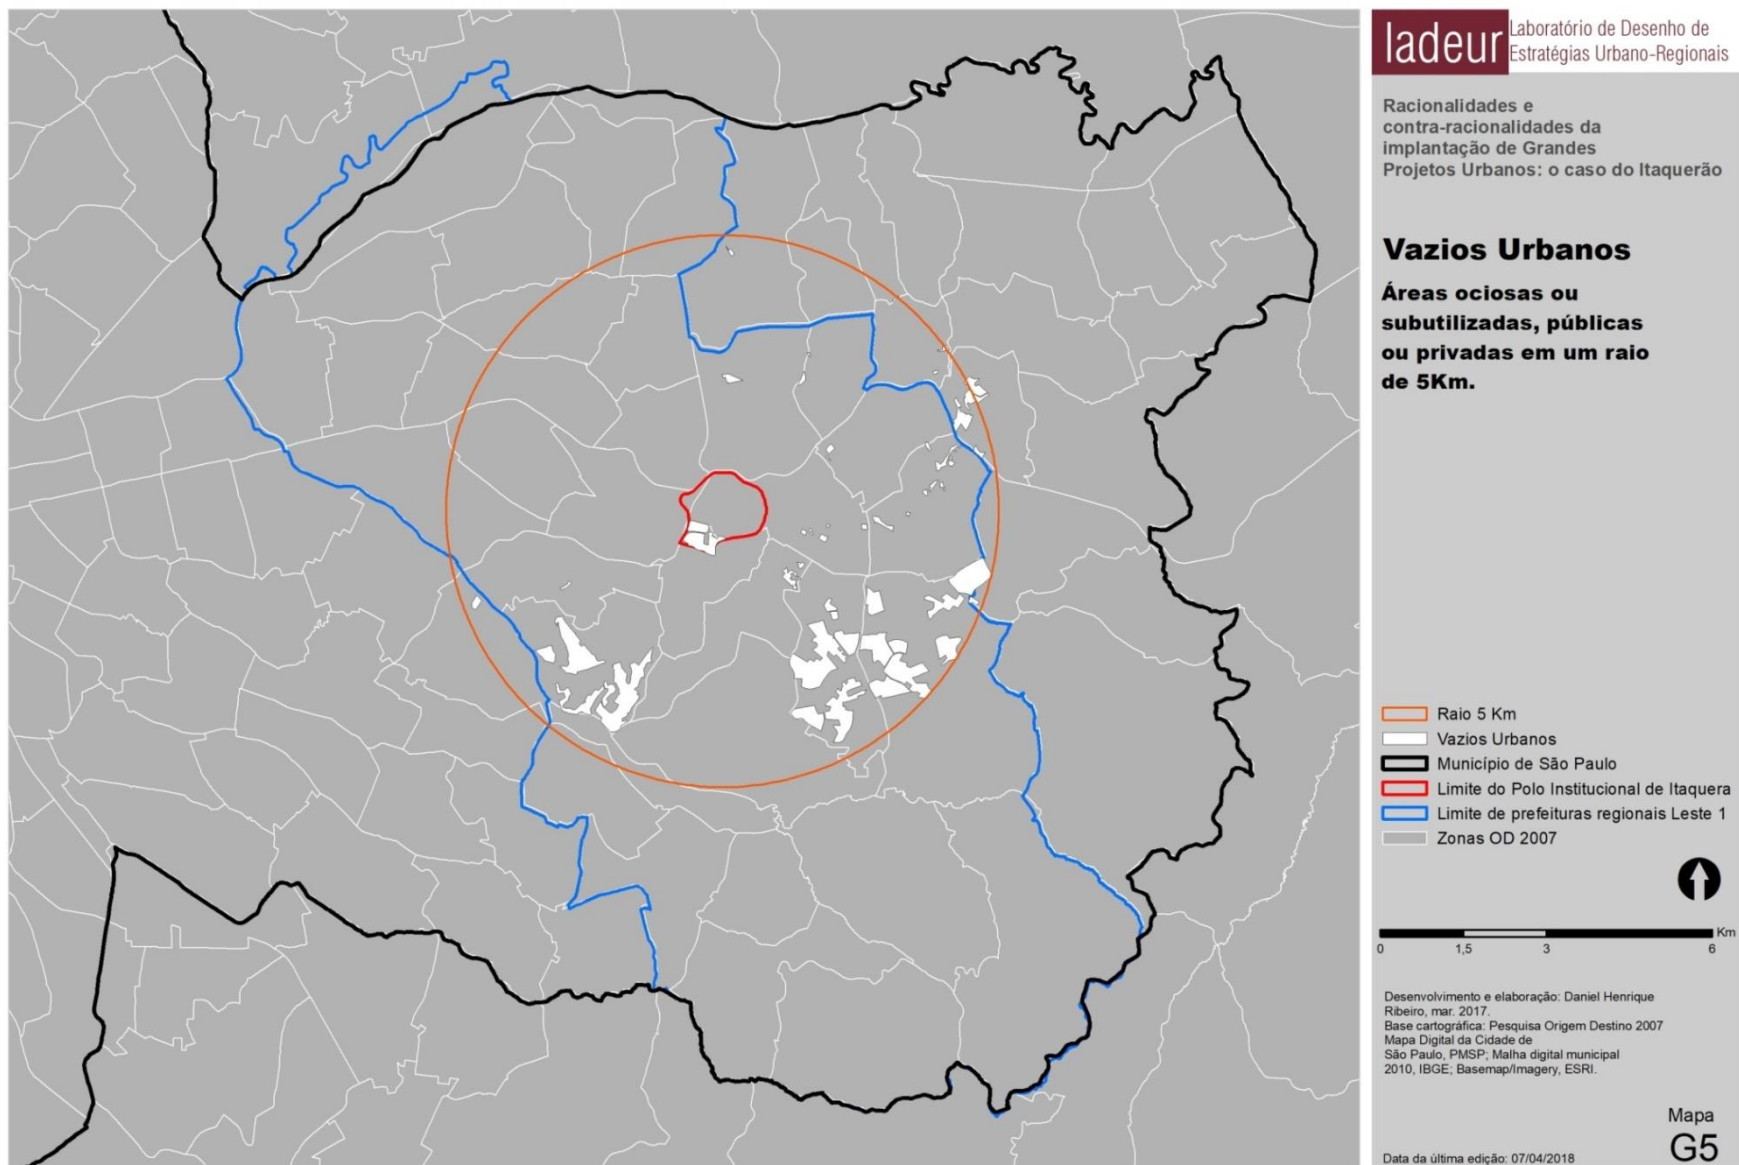 ladeur
Laboratório de Desenho de
Estratégias Urbano-Regionais
Racionalidades e
contra-racionalidades da
implantação de Grandes
Projetos Urbanos: o caso do Itaquerão
Vazios Urbanos
Áreas ociosas ou
subutilizadas, públicas
ou privadas em um raio
de 5Km.
Raio 5 Km
Vazios Urbanos
Município de São Paulo
Limite do Polo Institucional de Itaquera
Limite de prefeituras regionais Leste 1
Zonas OD 2007
Km
0 1,5 3 6
Desenvolvimento e elaboração: Daniel Henrique
Ribeiro, mar. 2017.
Base cartográfica: Pesquisa Origem Destino 2007
Mapa Digital da Cidade de
São Paulo, PMSP; Malha digital municipal
2010, IBGE; Basemap/Imagery, ESRI.
Mapa
G5
Data da última edição: 07/04/2018